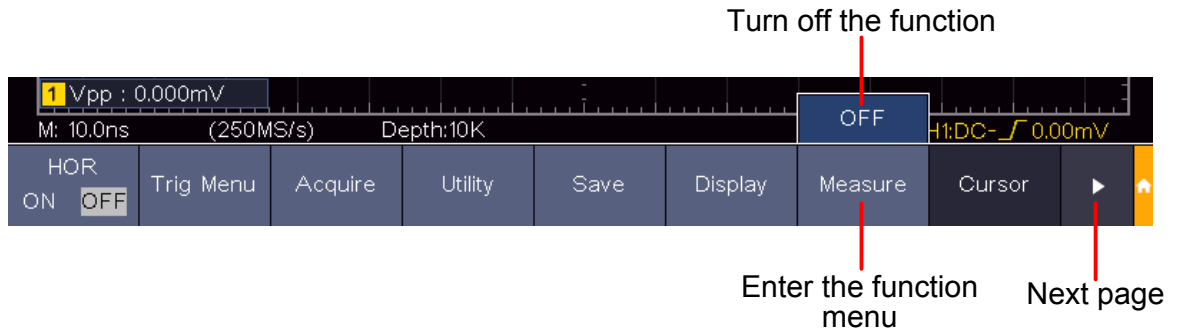 Turn off the function
1 Vpp : 0.000mV
OFF
M: 10.0ns (250MS/s) Depth:10K H1:DC- 0.00mV
HOR
ON OFF
Trig Menu
Acquire
Utility
Save
Display
Measure
Cursor
Enter the function
menu
Next page